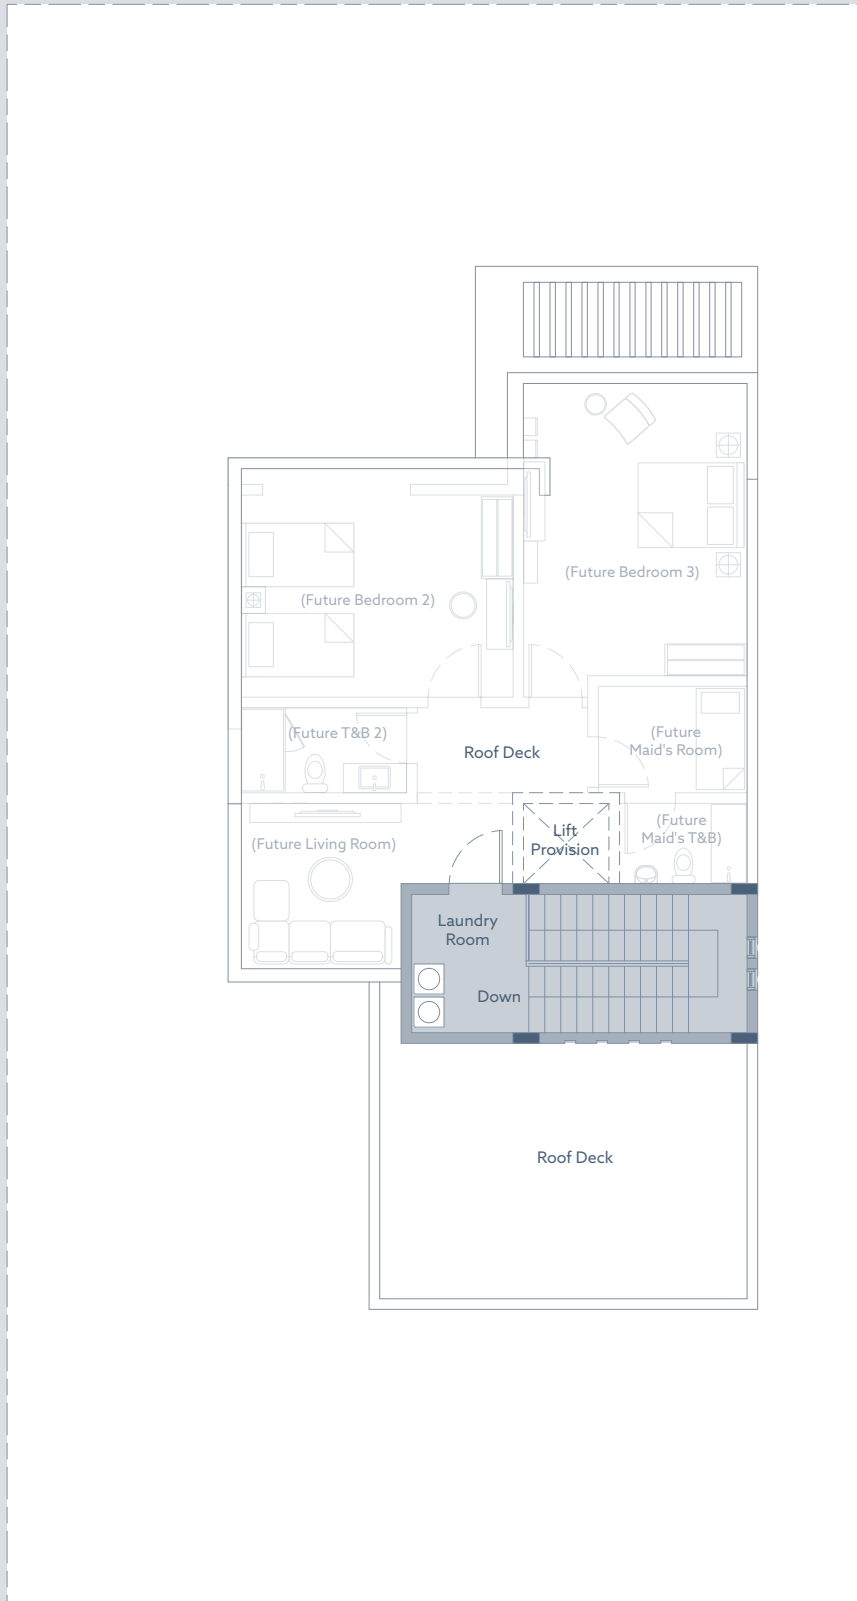 (Future Bedroom 3)
(Future Bedroom 2)
(Future T&B 2)
Roof Deck
(Future
Maid's Room)
Lift
Provision
(Future
Maid's T&B)
(Future Living Room)
Laundry
Room
Down
Roof Deck